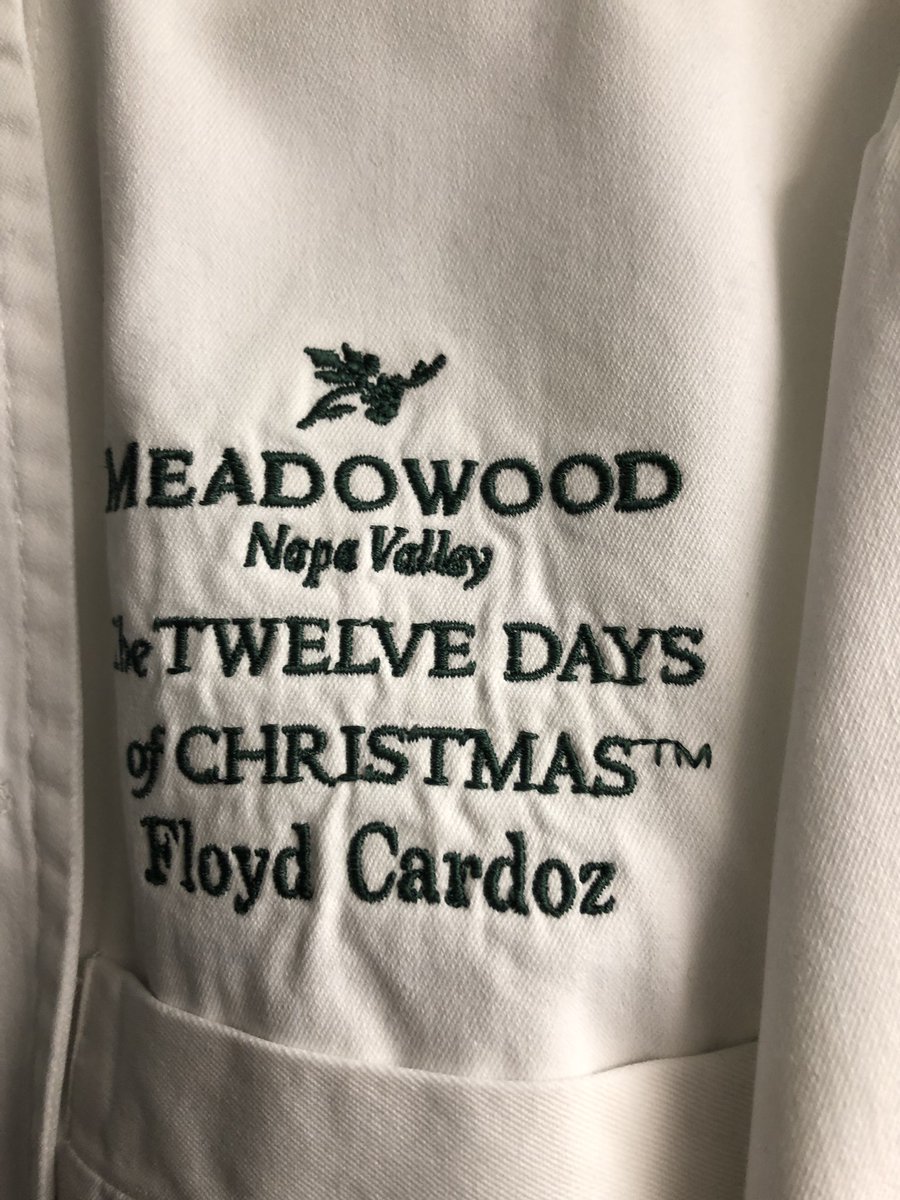 MEADOWOOD
Napa Valley
the TWELVE DAYS
of CHRISTMAS™
Floyd Cardoz